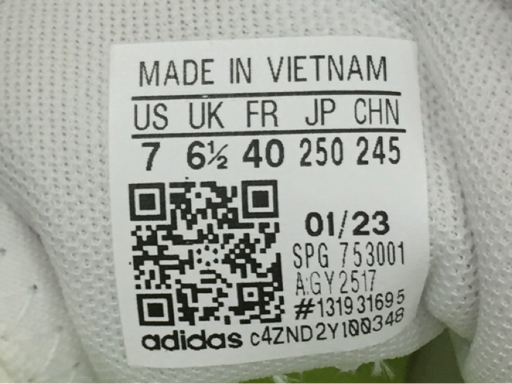 MADE IN VIETNAM
US UK FR JP CHN
7 6½ 40 250 245
01/23
SPG 753001
A:GY2517
#131931695
adidas c4ZND2Y100348